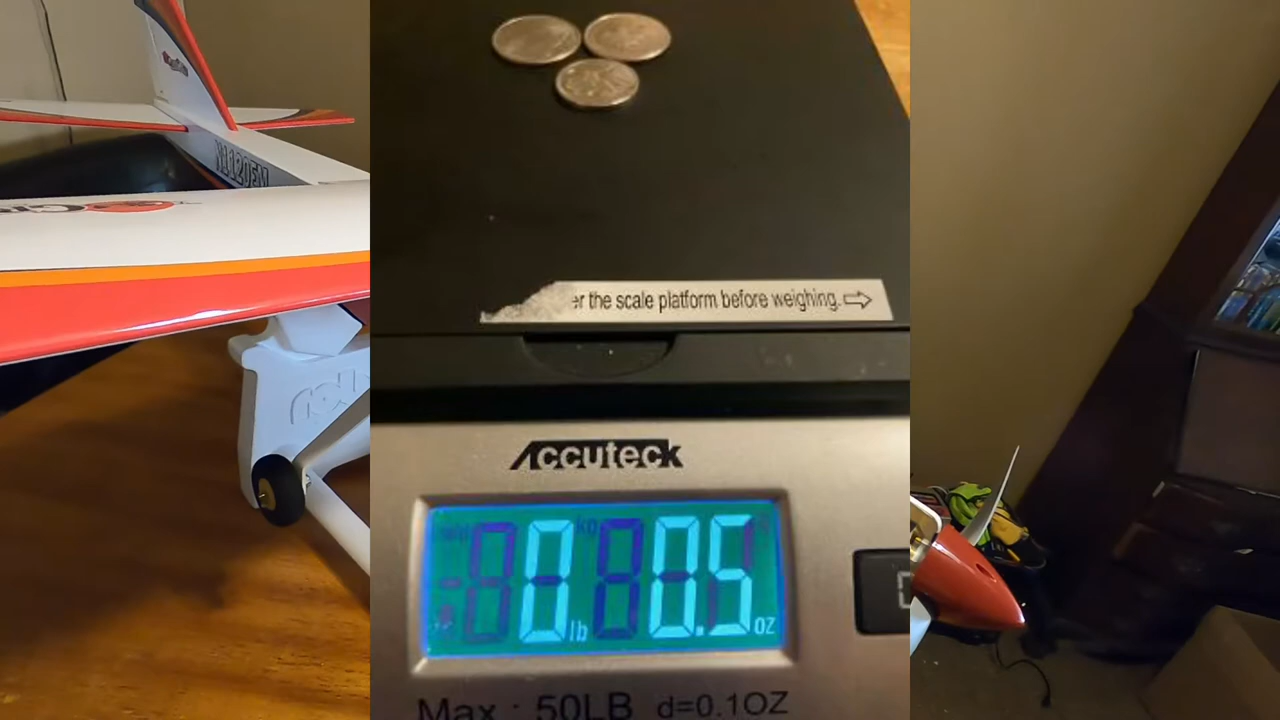 N1120EM
er the scale platform before weighing.
Accuteck
0 lb 0.5 oz
Max : 50LB d=0.1OZ